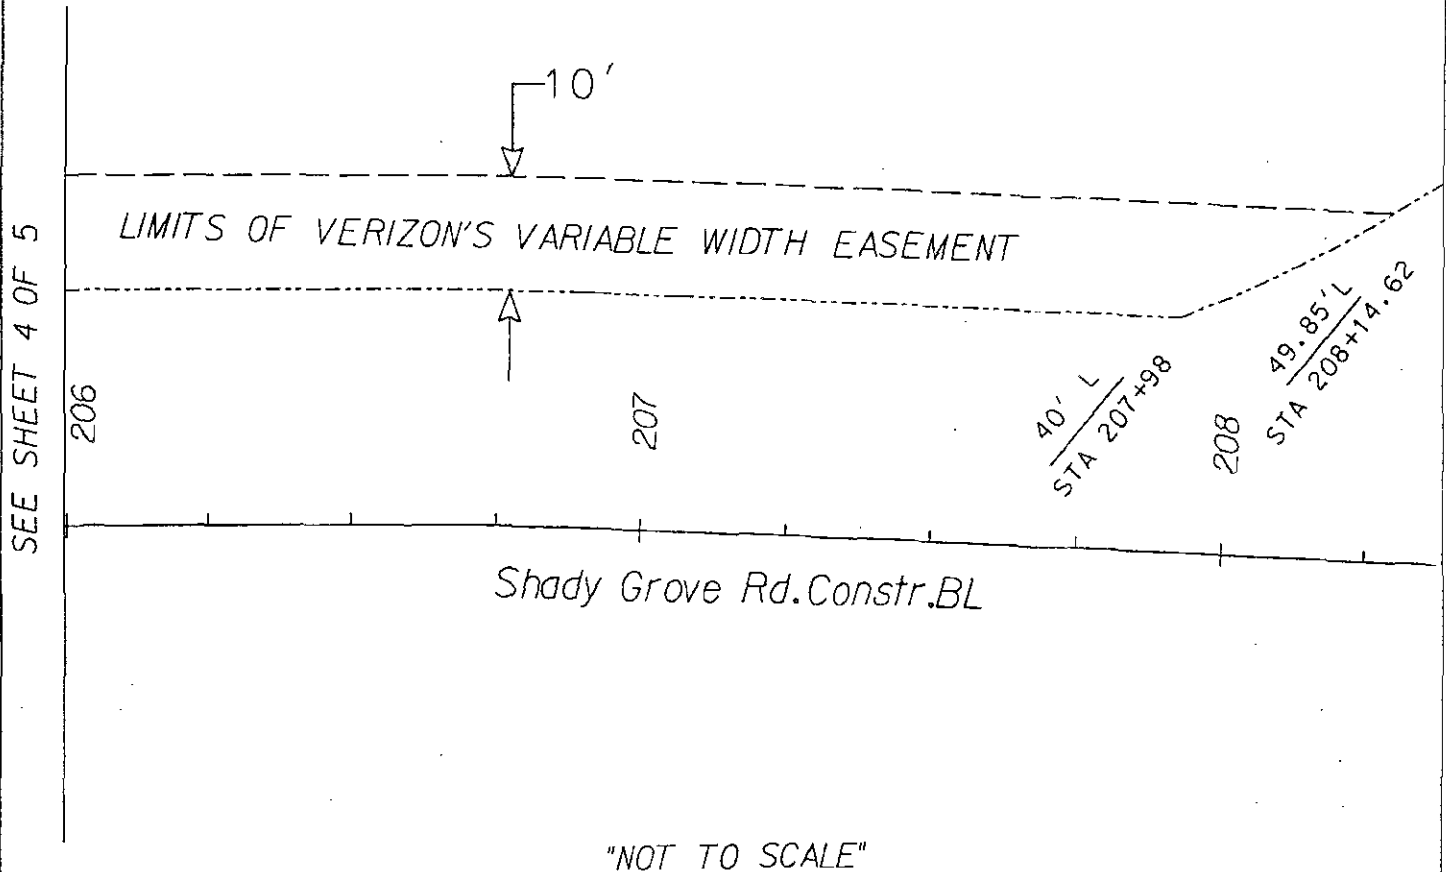 10'
LIMITS OF VERIZON'S VARIABLE WIDTH EASEMENT
SEE SHEET 4 OF 5
206
207
40' L
STA 207+98
208
49.85'L
STA 208+14.62
Shady Grove Rd.Constr.BL
"NOT TO SCALE"